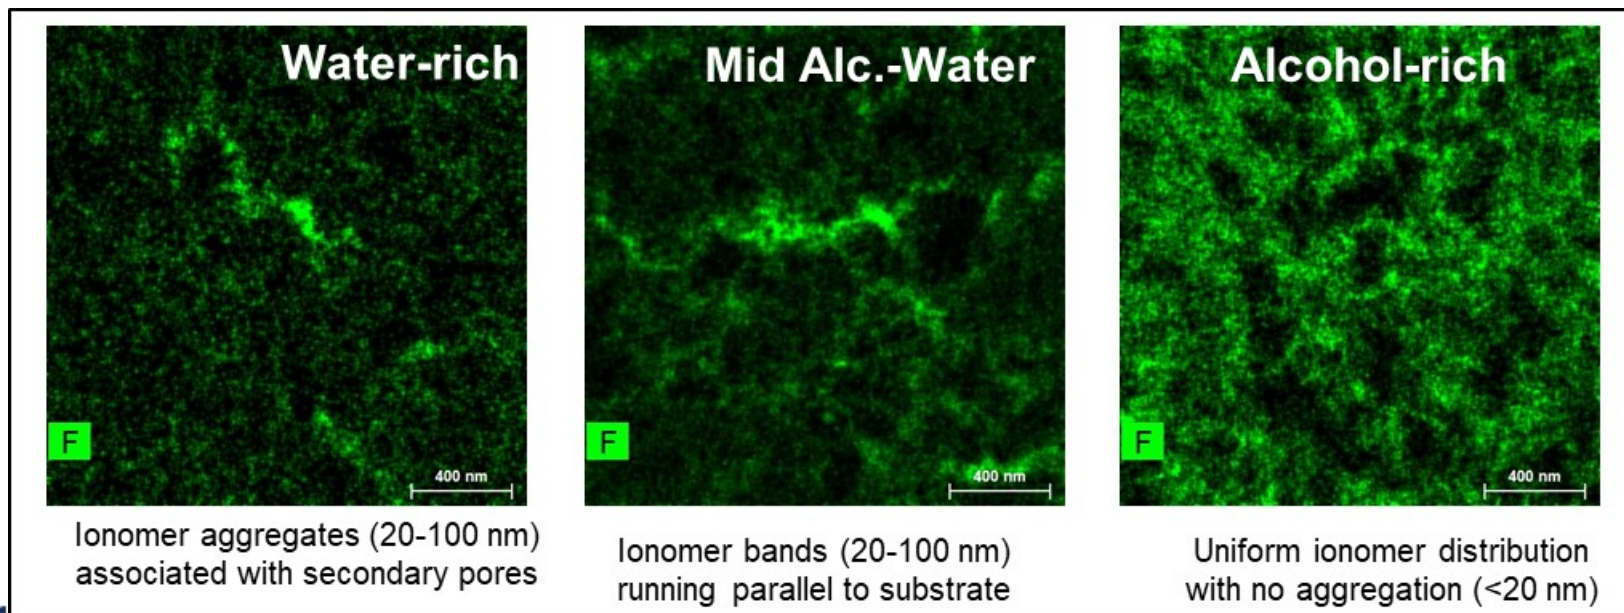 Water-rich
F
400 nm
Ionomer aggregates (20-100 nm)
associated with secondary pores
Mid Alc.-Water
F
400 nm
Ionomer bands (20-100 nm)
running parallel to substrate
Alcohol-rich
F
400 nm
Uniform ionomer distribution
with no aggregation (<20 nm)